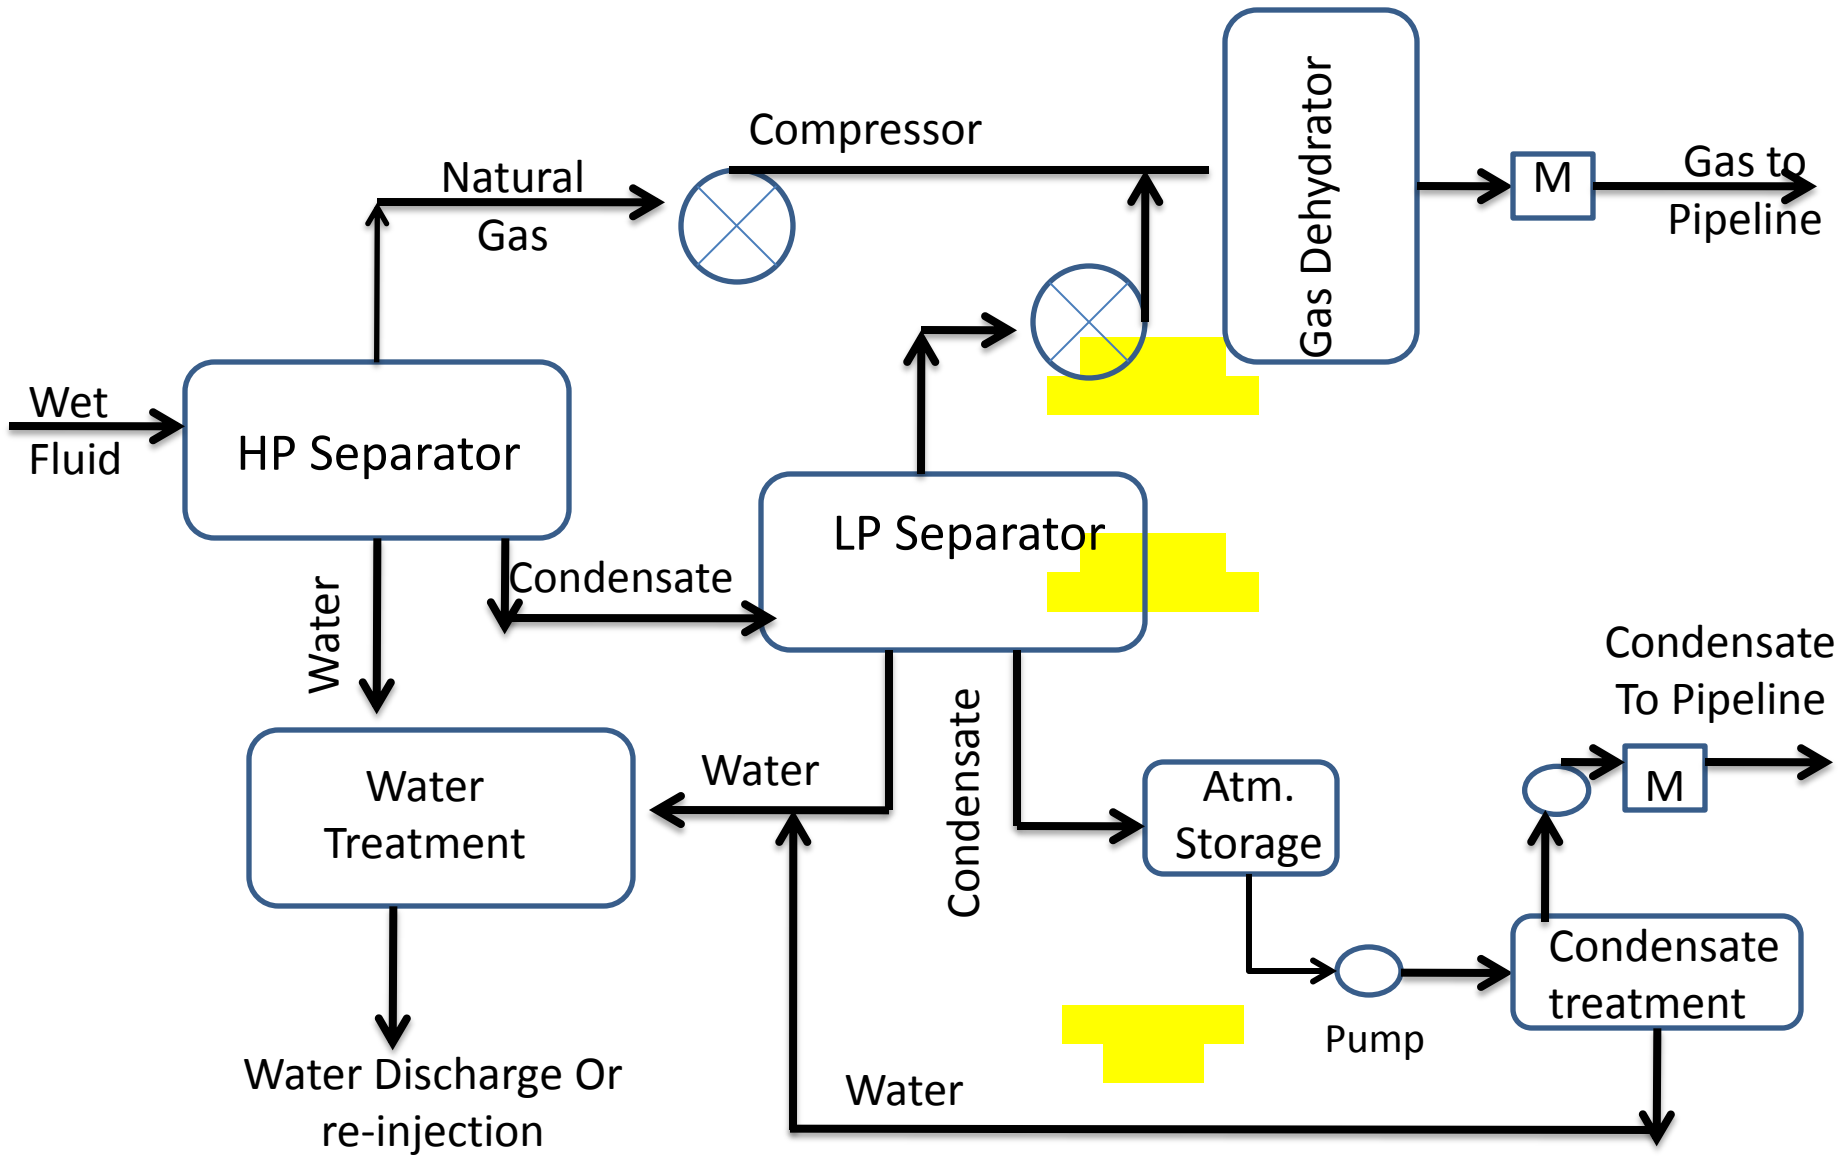 Compressor
Natural
Gas
Gas Dehydrator
M
Gas to
Pipeline
Wet
Fluid
HP Separator
LP Separator
Condensate
Water
Condensate
To Pipeline
Water
Treatment
Water
Condensate
Atm.
Storage
M
Condensate
treatment
Pump
Water Discharge Or
re-injection
Water